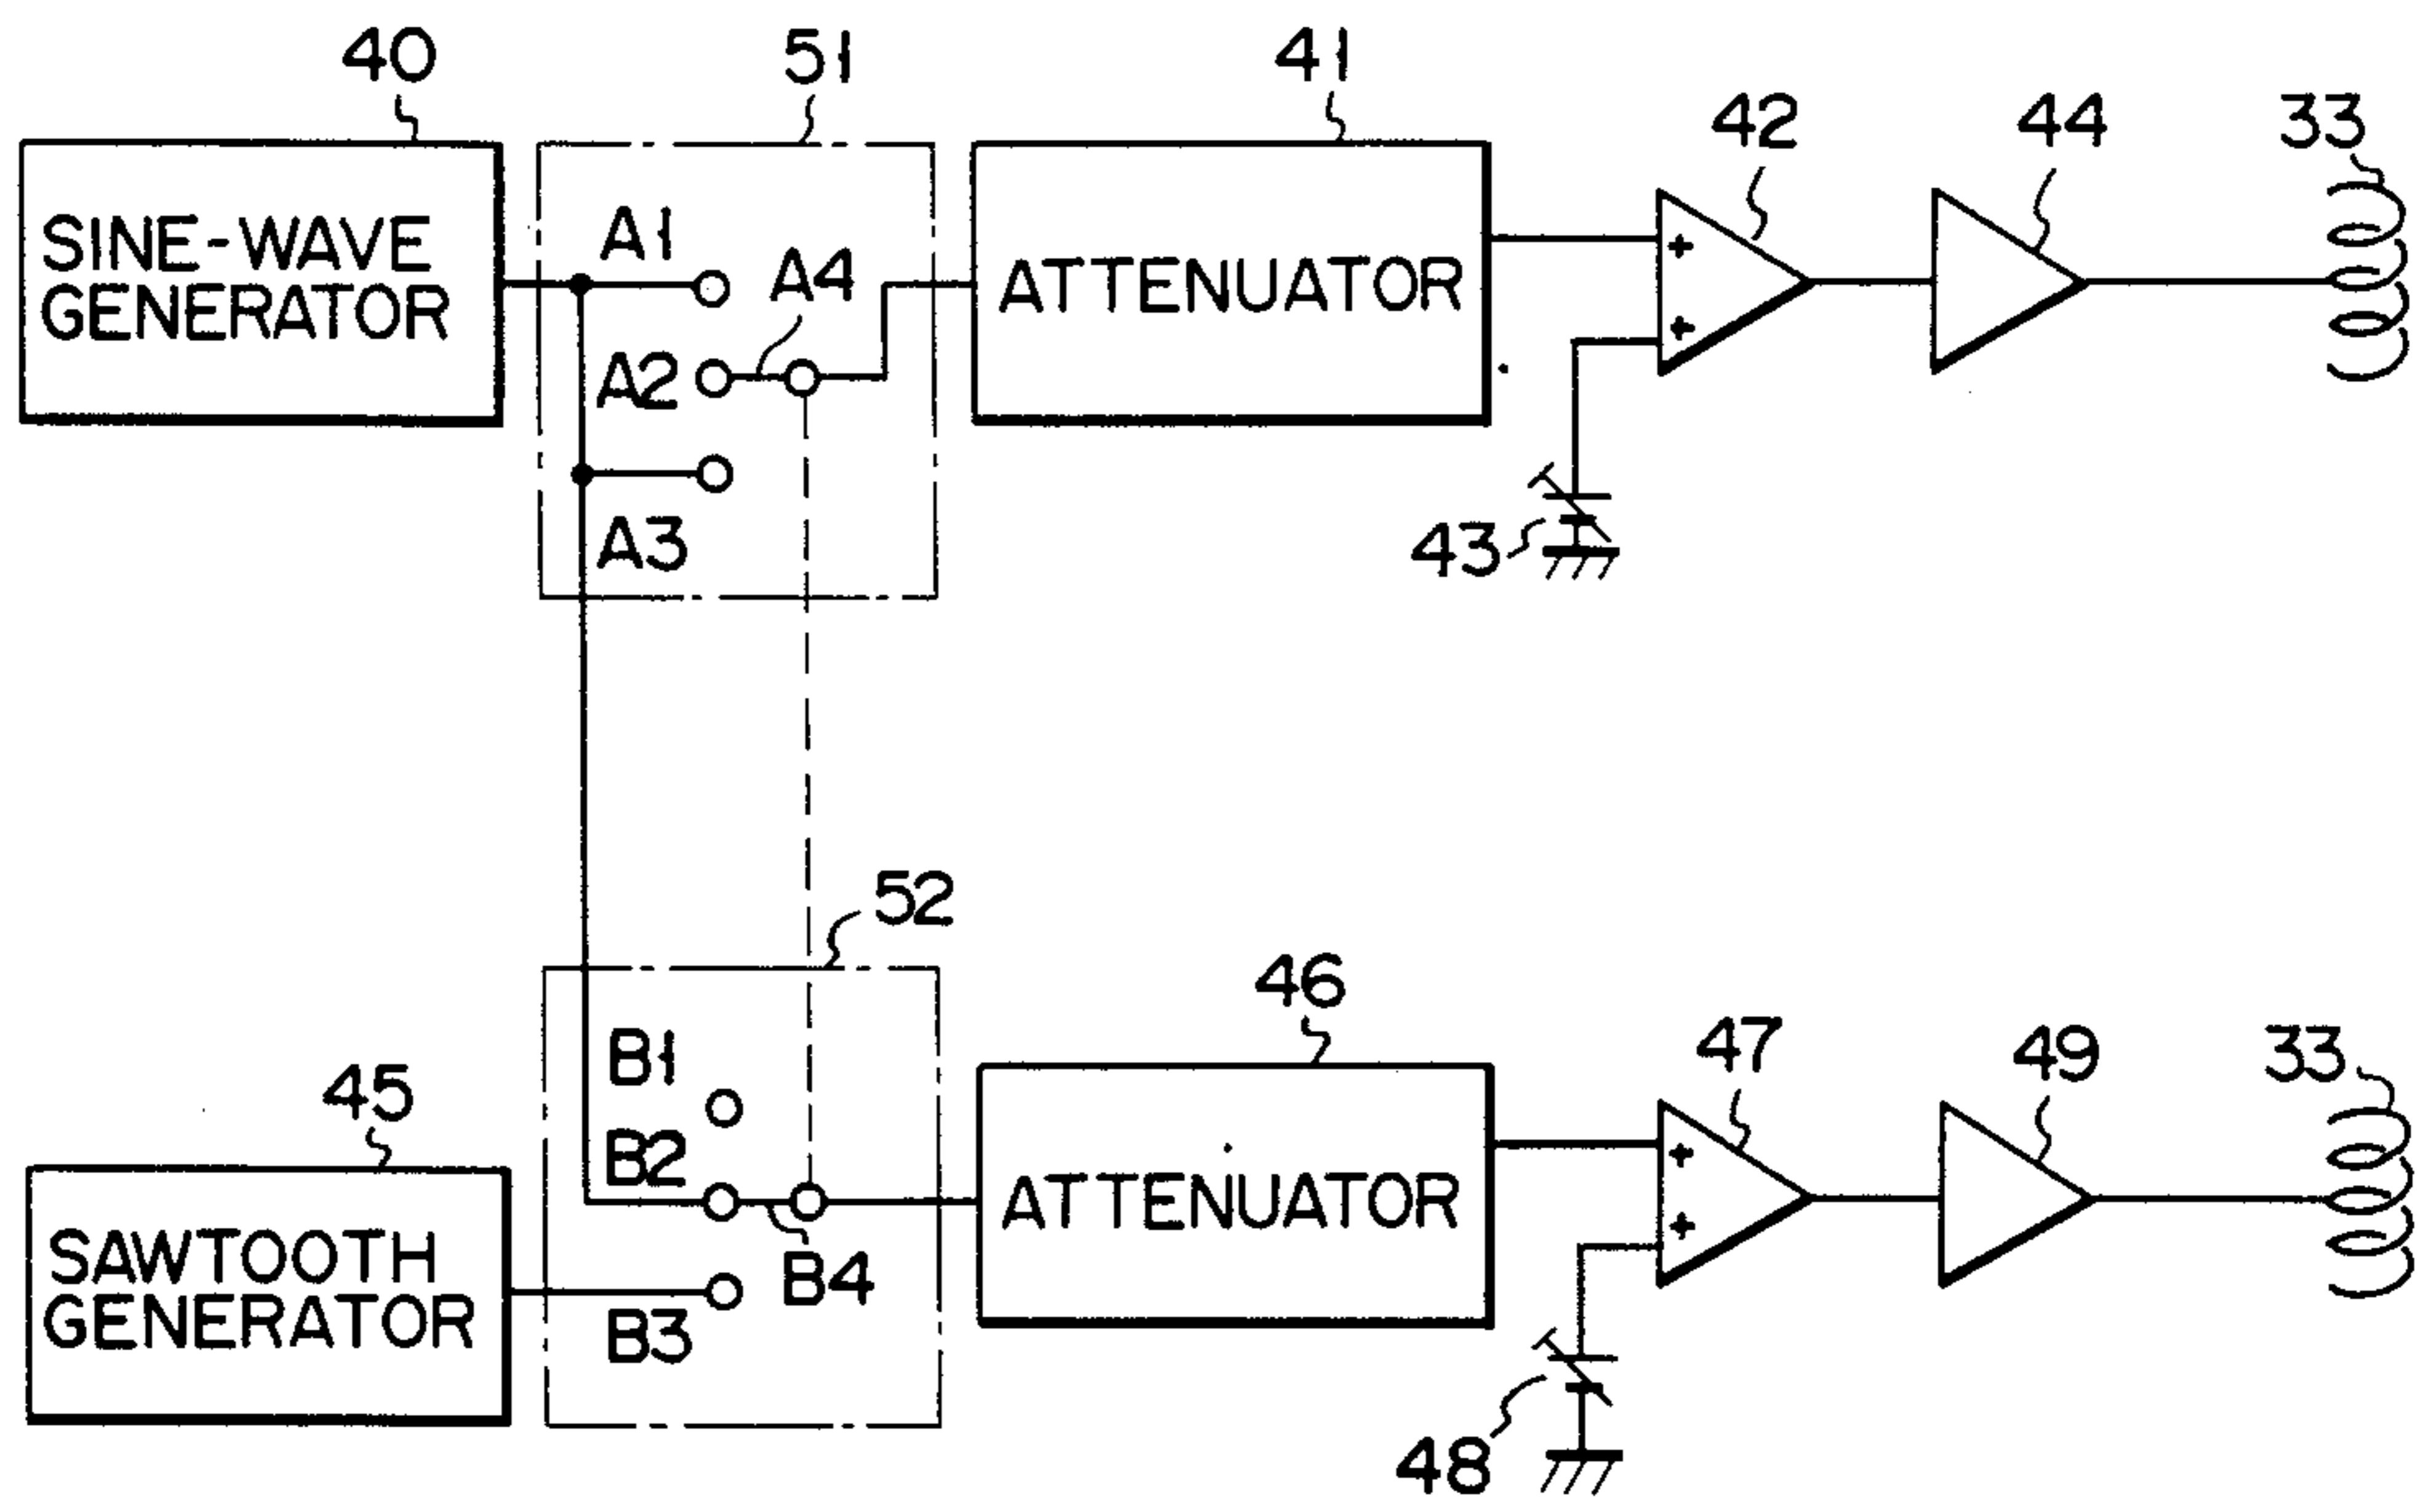 40
51
41
42
44
33
SINE-WAVE
GENERATOR
A1
A4
A2
A3
ATTENUATOR
43
52
46
47
49
33
45
B1
B2
B4
B3
SAWTOOTH
GENERATOR
ATTENUATOR
48